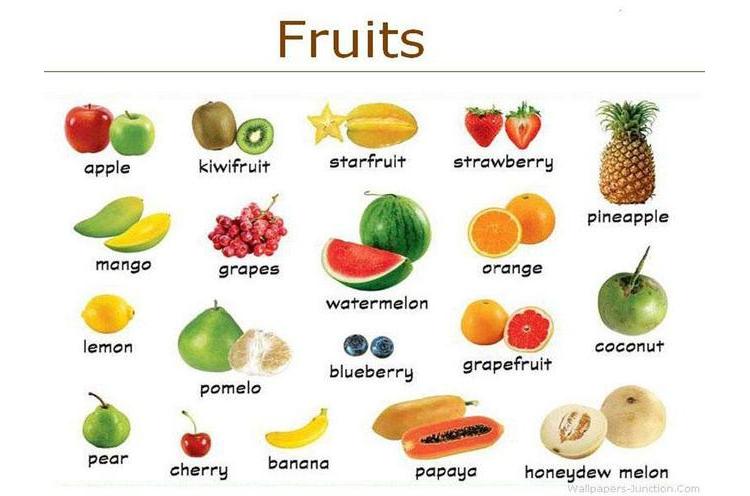 Fruits
apple
kiwifruit
starfruit
strawberry
pineapple
mango
grapes
watermelon
orange
lemon
pomelo
blueberry
grapefruit
coconut
pear
cherry
banana
papaya
honeydew melon
Wallpapers-Junction.Com